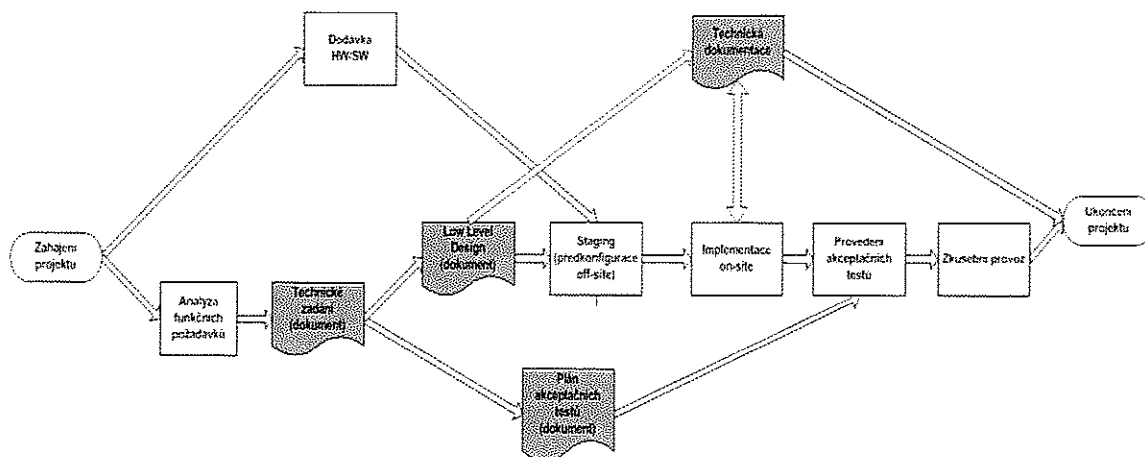 Dodávka
HW/SW
Technická
dokumentace
Zahájení
projektu
Analýza
funkčních
požadavků
Technické
zadání
(dokument)
Low Level
Design
(dokument)
Staging
(předkonfigurace
off-site)
Implementace
on-site
Provedení
akceptačních
testů
Zkušební provoz
Ukončení
projektu
Plán
akceptačních
testů
(dokument)